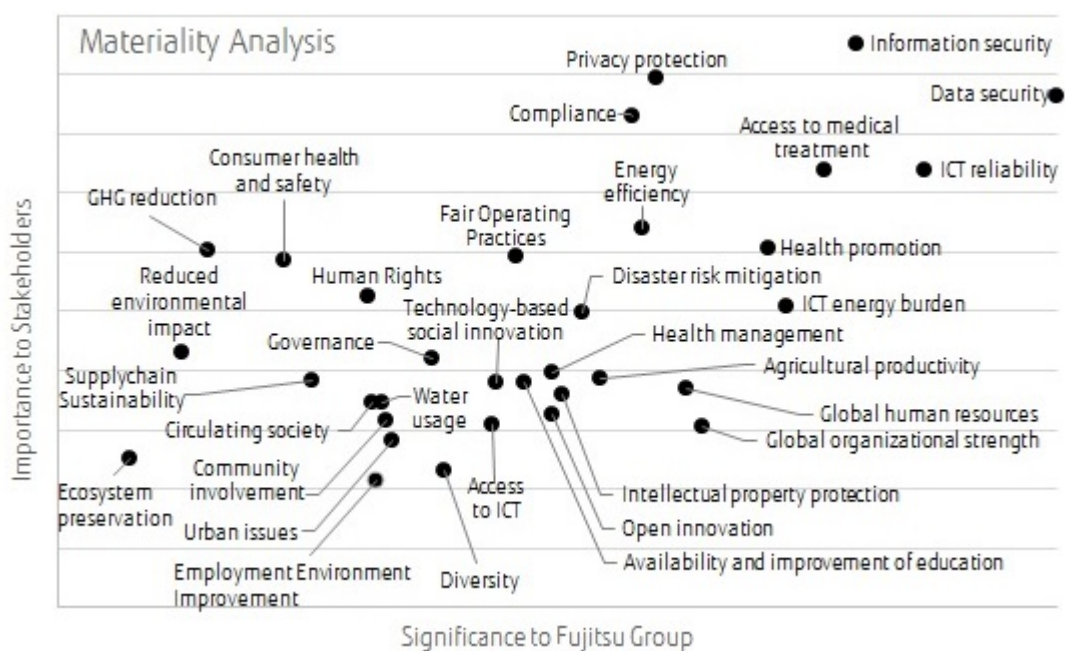 Materiality Analysis
Information security
Privacy protection
Data security
Compliance
Access to medical
treatment
Consumer health
and safety
Energy
efficiency
ICT reliability
GHG reduction
Fair Operating
Practices
Health promotion
Reduced
environmental
impact
Human Rights
Disaster risk mitigation
Technology-based
social innovation
ICT energy burden
Governance
Health management
Agricultural productivity
Supplychain
Sustainability
Water
usage
Global human resources
Circulating society
Global organizational strength
Community
involvement
Access
to ICT
Ecosystem
preservation
Intellectual property protection
Urban issues
Open innovation
Availability and improvement of education
Employment Environment
Improvement
Diversity
Importance to Stakeholders
Significance to Fujitsu Group